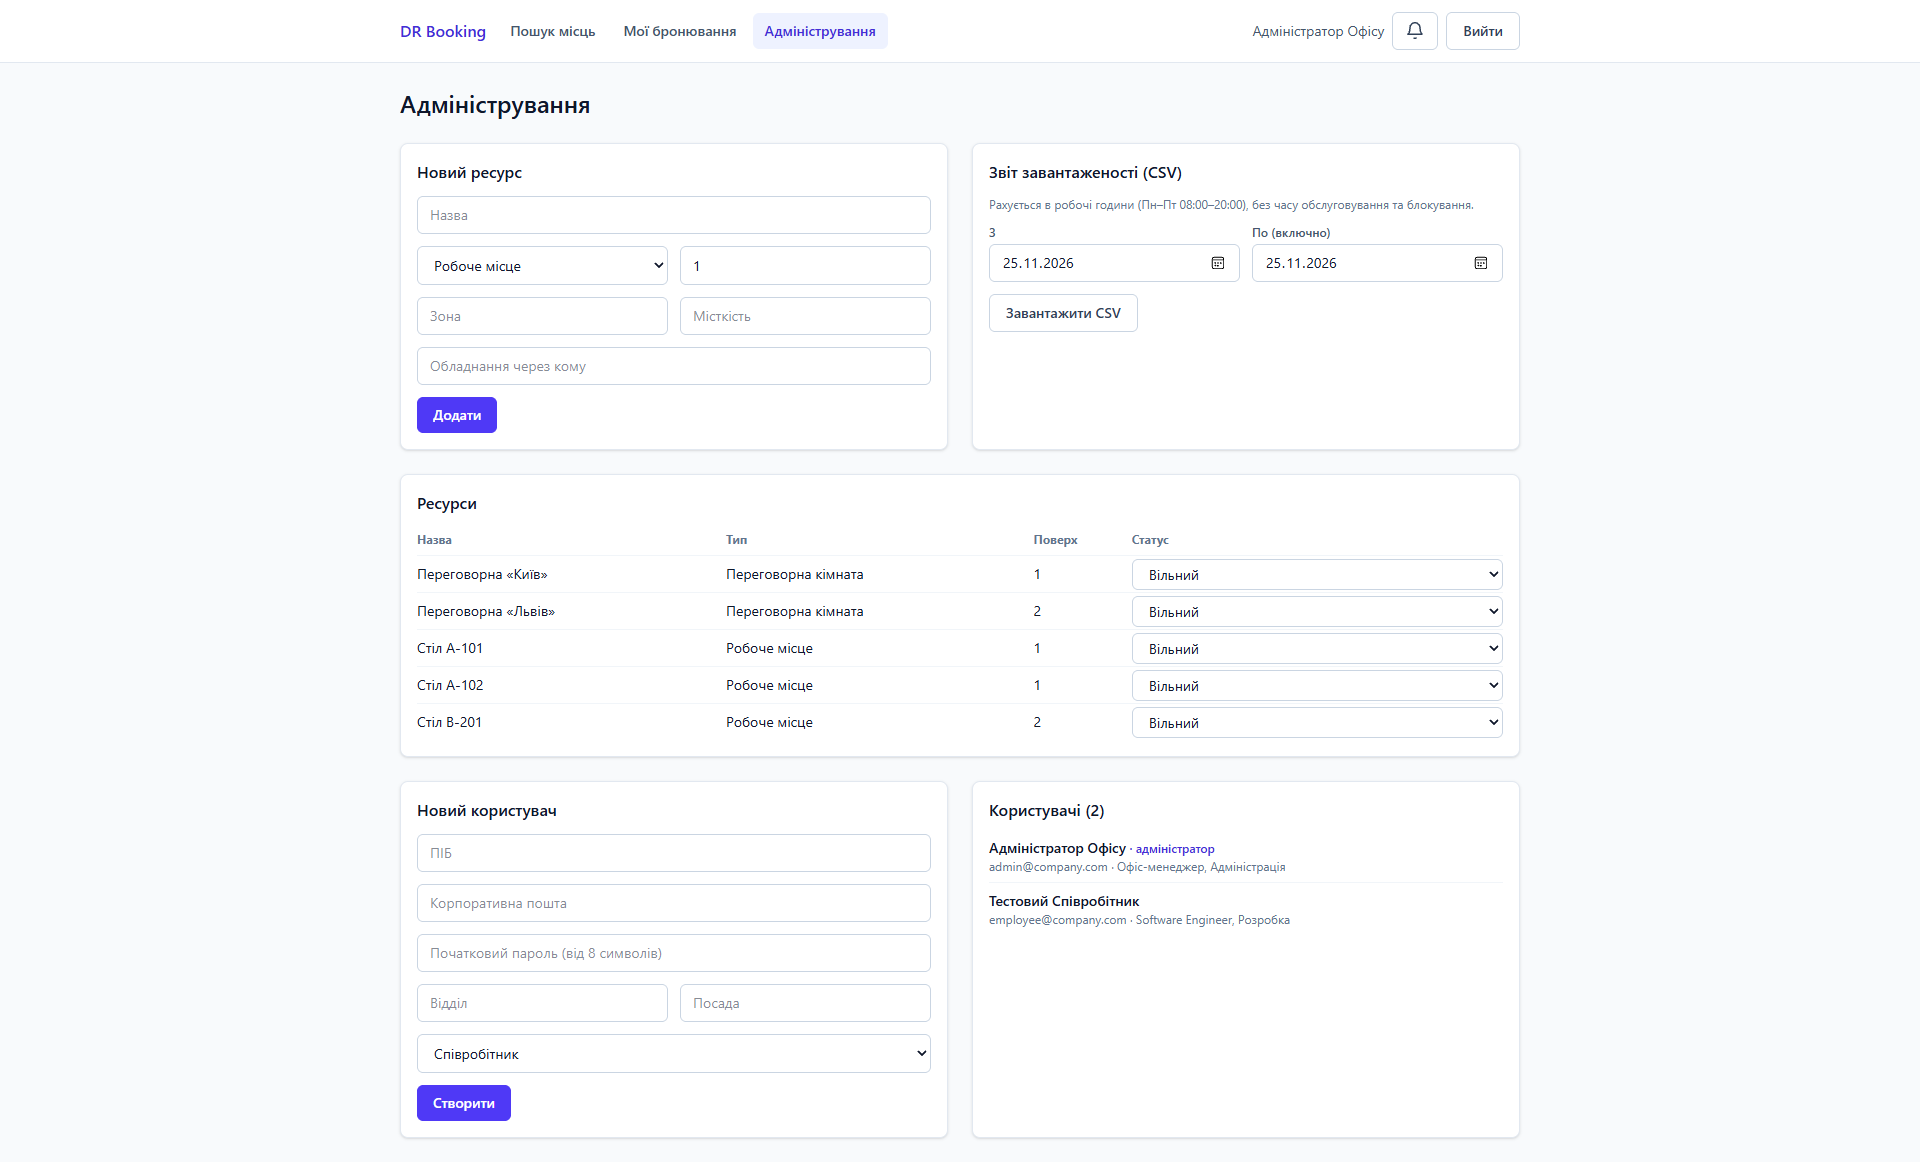 DR Booking Пошук місць Мої бронювання Адміністрування Адміністратор Офісу Вийти
Адміністрування
Новий ресурс
Назва
Робоче місце 1
Зона Місткість
Обладнання через кому
Додати
Звіт завантаженості (CSV)
Рахується в робочі години (Пн–Пт 08:00–20:00), без часу обслуговування та блокування.
З По (включно)
25.11.2026 25.11.2026
Завантажити CSV
Ресурси
Назва Тип Поверх Статус
Переговорна «Київ» Переговорна кімната 1 Вільний
Переговорна «Львів» Переговорна кімната 2 Вільний
Стіл A-101 Робоче місце 1 Вільний
Стіл A-102 Робоче місце 1 Вільний
Стіл B-201 Робоче місце 2 Вільний
Новий користувач
ПІБ
Корпоративна пошта
Початковий пароль (від 8 символів)
Відділ Посада
Співробітник
Створити
Користувачі (2)
Адміністратор Офісу · адміністратор
admin@company.com · Офіс-менеджер, Адміністрація
Тестовий Співробітник
employee@company.com · Software Engineer, Розробка